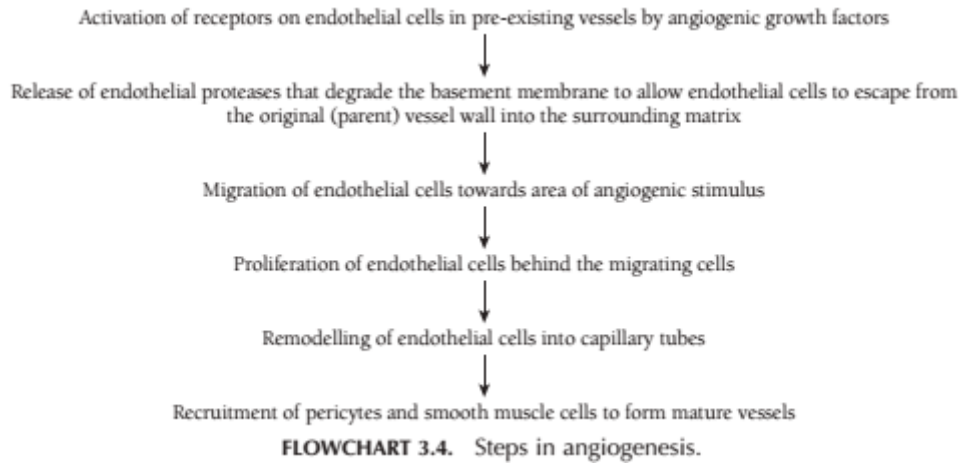 Activation of receptors on endothelial cells in pre-existing vessels by angiogenic growth factors
Release of endothelial proteases that degrade the basement membrane to allow endothelial cells to escape from
the original (parent) vessel wall into the surrounding matrix
Migration of endothelial cells towards area of angiogenic stimulus
Proliferation of endothelial cells behind the migrating cells
Remodelling of endothelial cells into capillary tubes
Recruitment of pericytes and smooth muscle cells to form mature vessels
FLOWCHART 3.4. Steps in angiogenesis.